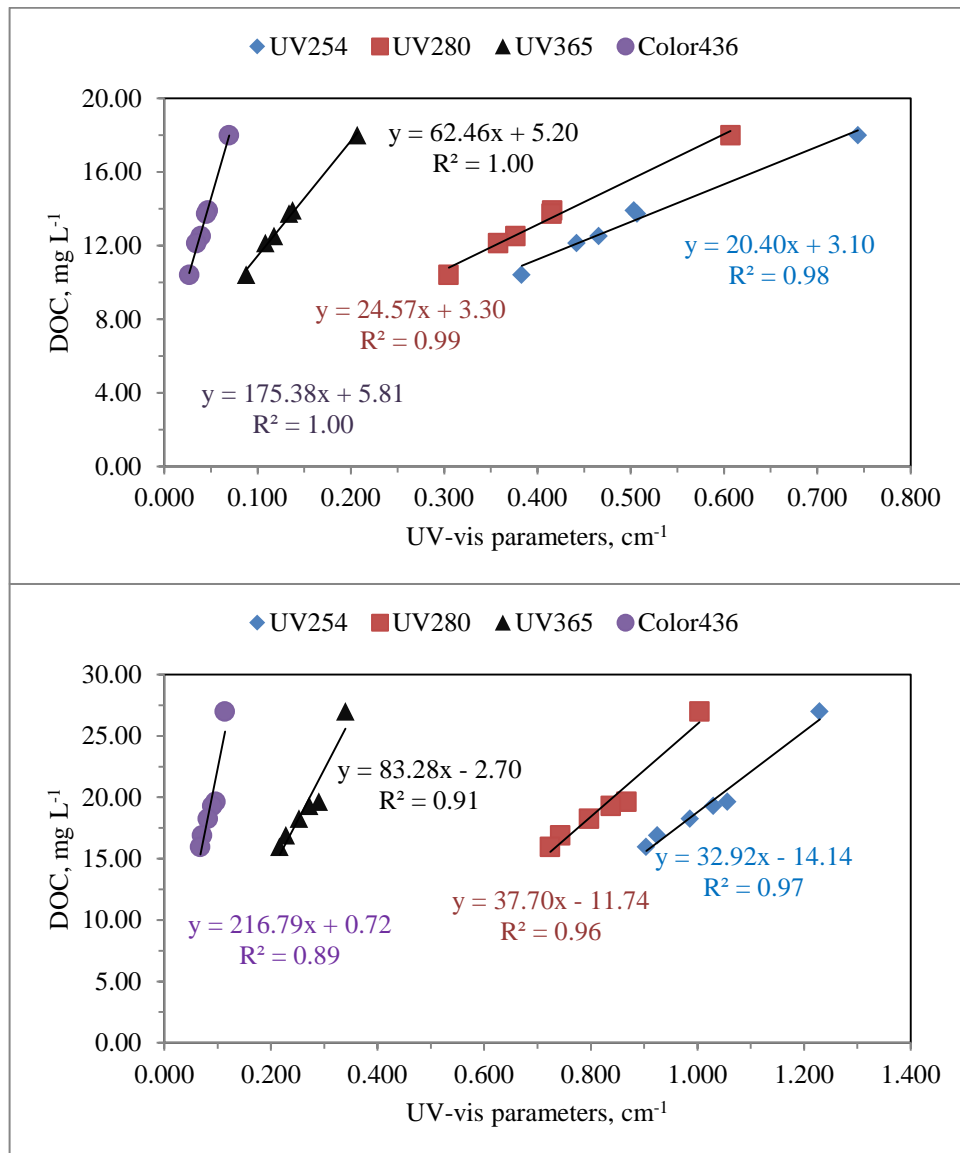 UV254 UV280 UV365 Color436
20.00
16.00
12.00
8.00
4.00
0.00
DOC, mg L⁻¹
y = 62.46x + 5.20
R² = 1.00
y = 20.40x + 3.10
R² = 0.98
y = 24.57x + 3.30
R² = 0.99
y = 175.38x + 5.81
R² = 1.00
0.000 0.100 0.200 0.300 0.400 0.500 0.600 0.700 0.800
UV-vis parameters, cm⁻¹
UV254 UV280 UV365 Color436
30.00
25.00
20.00
15.00
10.00
5.00
0.00
DOC, mg L⁻¹
y = 83.28x - 2.70
R² = 0.91
y = 32.92x - 14.14
R² = 0.97
y = 37.70x - 11.74
R² = 0.96
y = 216.79x + 0.72
R² = 0.89
0.000 0.200 0.400 0.600 0.800 1.000 1.200 1.400
UV-vis parameters, cm⁻¹